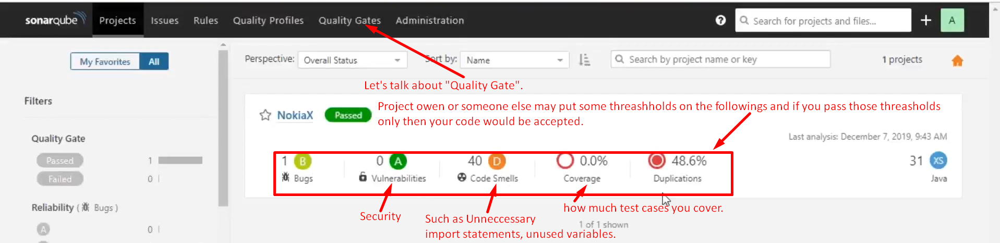 sonarqube Projects Issues Rules Quality Profiles Quality Gates Administration ? Search for projects and files... + A
My Favorites All
Perspective: Overall Status Sort by: Name Search by project name or key 1 projects
Let's talk about "Quality Gate".
Filters
NokiaX Passed
Project owen or someone else may put some threashholds on the followings and if you pass those threasholds
only then your code would be accepted.
Last analysis: December 7, 2019, 9:43 AM
Quality Gate
Passed 1
Failed 0
Reliability ( Bugs )
A 0
1 B 0 A 40 D 0.0% 48.6% 31 XS
Bugs Vulnerabilities Code Smells Coverage Duplications Java
Security
Such as Unneccessary
import statements, unused variables.
how much test cases you cover.
1 of 1 shown